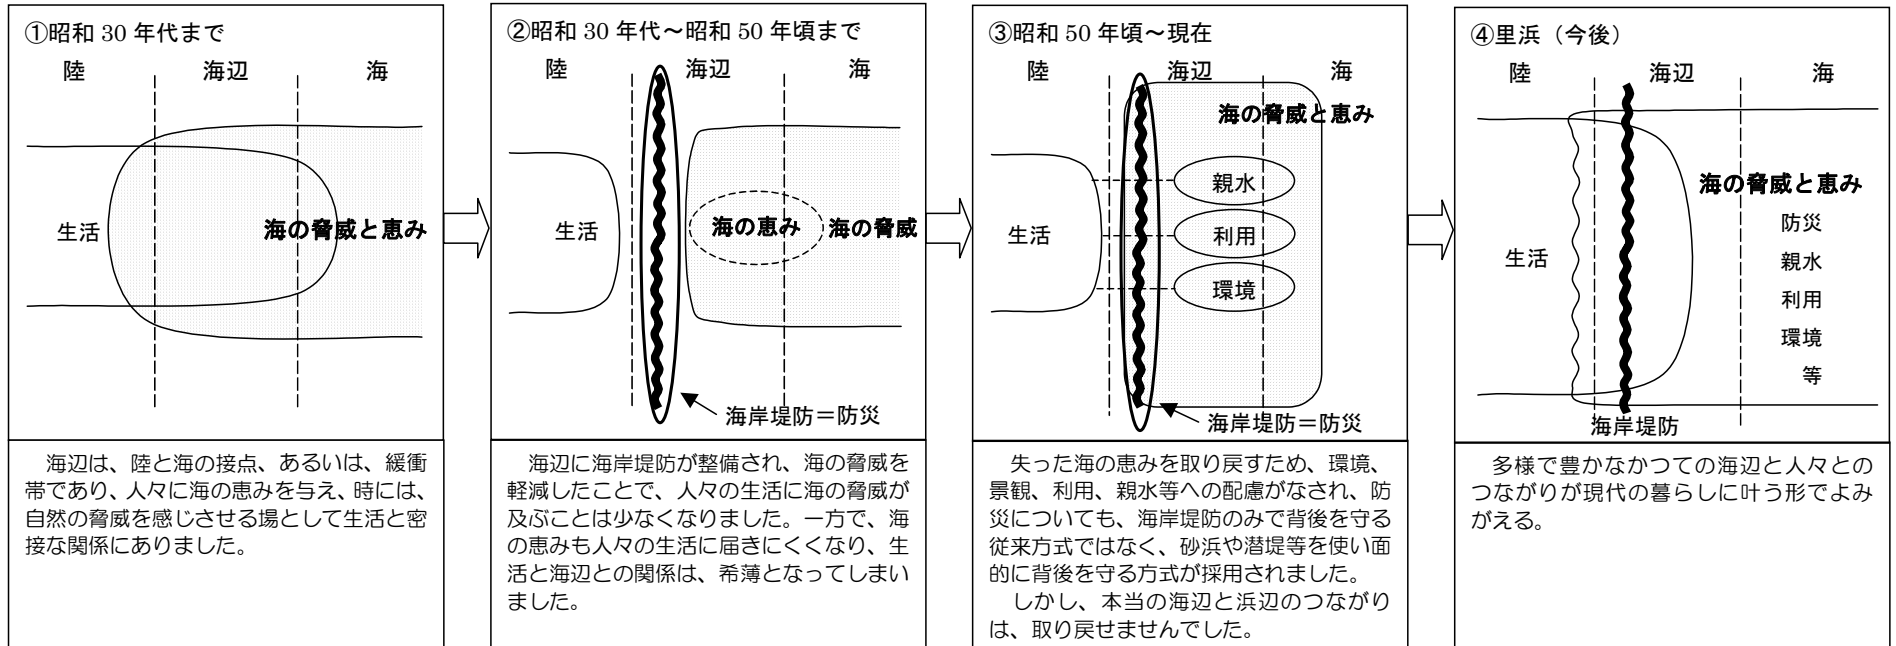 ①昭和 30 年代まで
陸 海辺 海
生活
海の脅威と恵み
海辺は、陸と海の接点、あるいは、緩衝
帯であり、人々に海の恵みを与え、時には、
自然の脅威を感じさせる場として生活と密
接な関係にありました。
②昭和 30 年代～昭和 50 年頃まで
陸 海辺 海
生活
海の恵み
海の脅威
海岸堤防＝防災
海辺に海岸堤防が整備され、海の脅威を
軽減したことで、人々の生活に海の脅威が
及ぶことは少なくなりました。一方で、海
の恵みも人々の生活に届きにくくなり、生
活と海辺との関係は、希薄となってしまい
ました。
③昭和 50 年頃～現在
陸 海辺 海
海の脅威と恵み
親水
生活
利用
環境
海岸堤防＝防災
失った海の恵みを取り戻すため、環境、
景観、利用、親水等への配慮がなされ、防
災についても、海岸堤防のみで背後を守る
従来方式ではなく、砂浜や潜堤等を使い面
的に背後を守る方式が採用されました。
しかし、本当の海辺と浜辺のつながり
は、取り戻せませんでした。
④里浜（今後）
陸 海辺 海
海の脅威と恵み
防災
生活
親水
利用
環境
等
海岸堤防
多様で豊かなかつての海辺と人々との
つながりが現代の暮らしに叶う形でよみ
がえる。